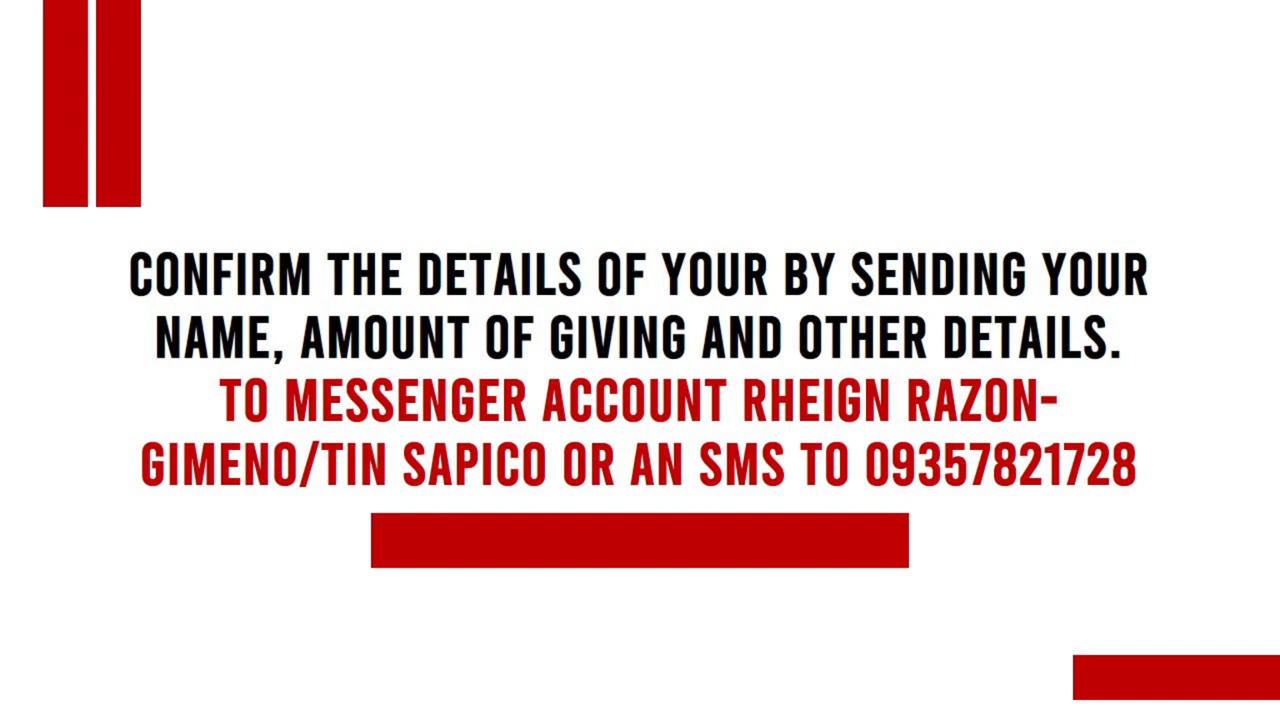 CONFIRM THE DETAILS OF YOUR BY SENDING YOUR
NAME, AMOUNT OF GIVING AND OTHER DETAILS.
TO MESSENGER ACCOUNT RHEIGN RAZON-
GIMENO/TIN SAPICO OR AN SMS TO 09357821728